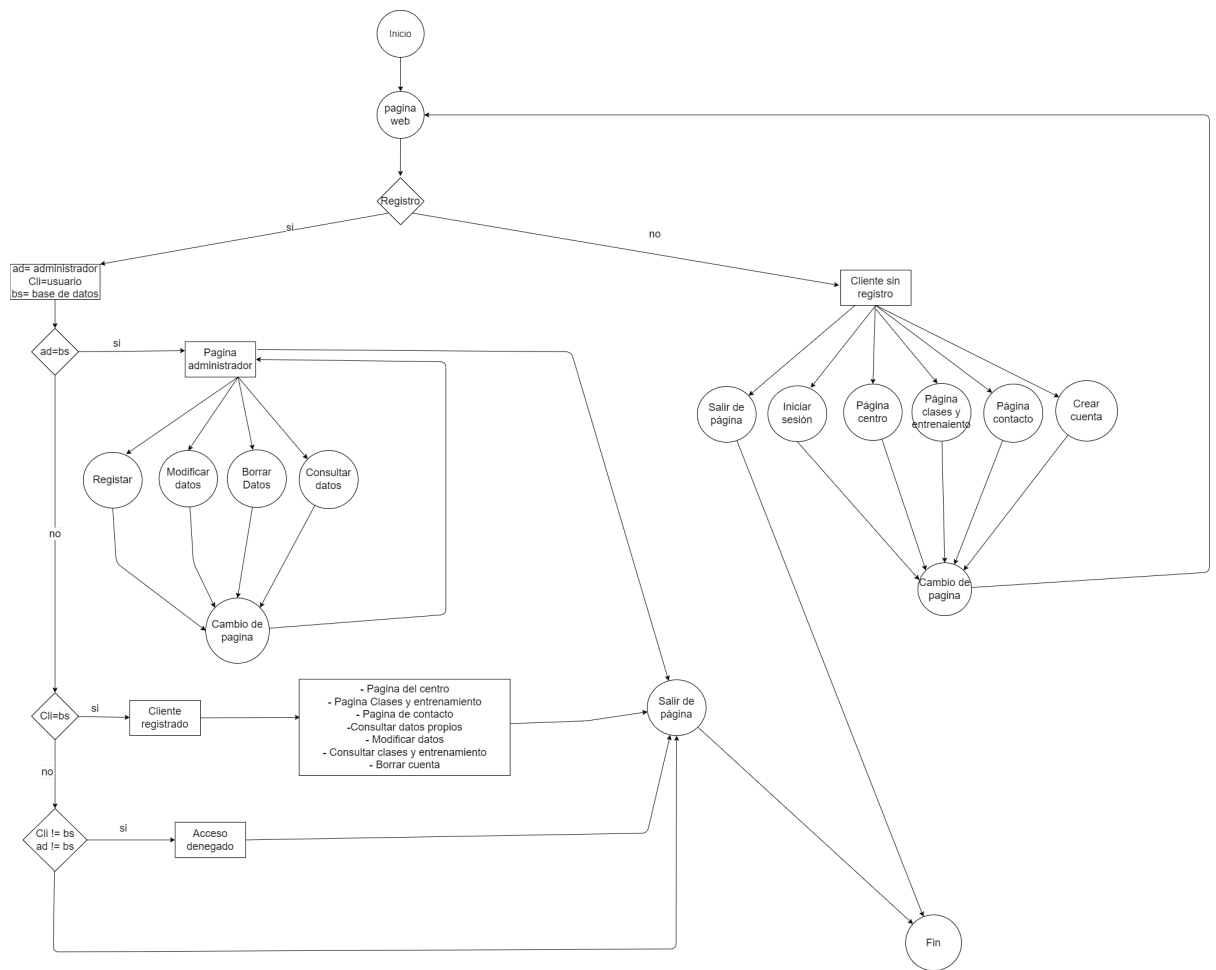 Inicio
pagina
web
Registro
si
no
ad= administrador
Cli=usuario
bs= base de datos
Cliente sin
registro
ad=bs
si
Pagina
administrador
Salir de
página
Iniciar
sesión
Página
centro
Página
clases y
entrenaiento
Página
contacto
Crear
cuenta
Registar
Modificar
datos
Borrar
Datos
Consultar
datos
no
Cambio de
pagina
Cambio de
pagina
Cli=bs
si
Cliente
registrado
- Pagina del centro
- Pagina Clases y entrenamiento
- Pagina de contacto
-Consultar datos propios
- Modificar datos
- Consultar clases y entrenamiento
- Borrar cuenta
Salir de
página
no
Cli != bs
ad != bs
si
Acceso
denegado
Fin